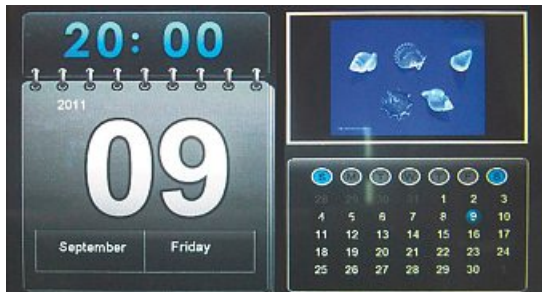 20: 00
2011
09
September Friday
S M T W T F S
28 29 30 31 1 2 3
4 5 6 7 8 9 10
11 12 13 14 15 16 17
18 19 20 21 22 23 24
25 26 27 28 29 30